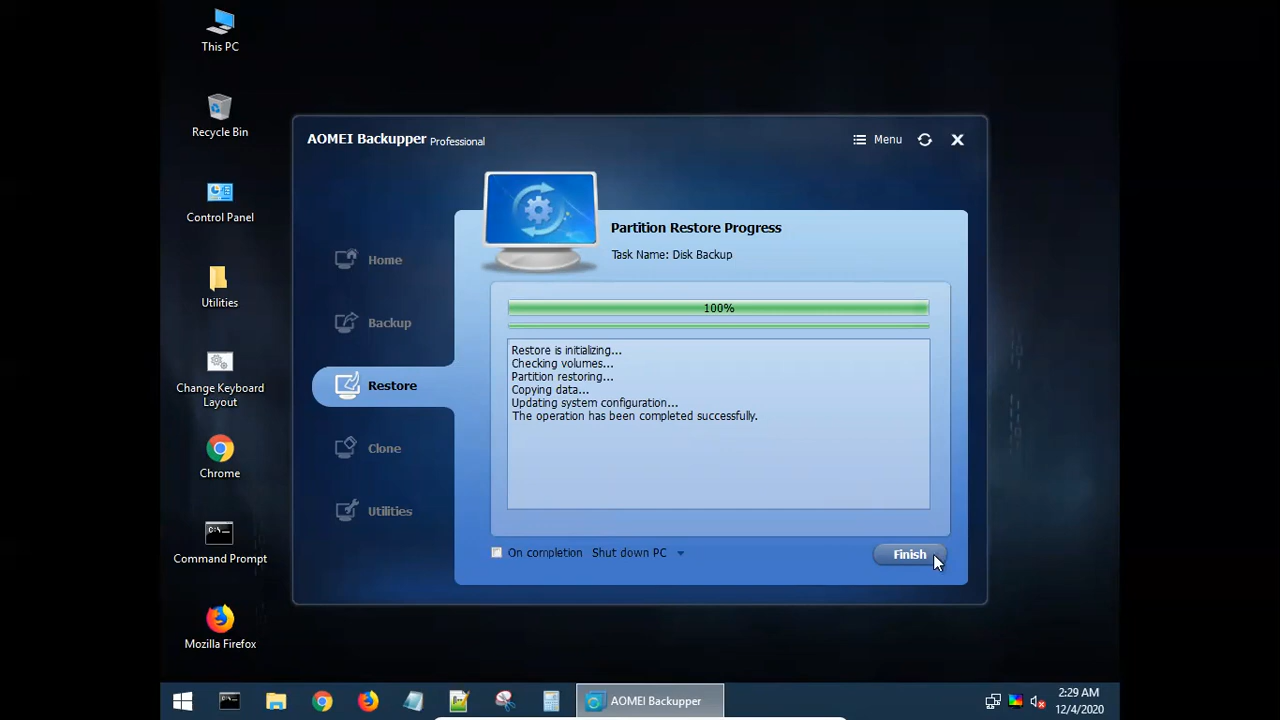 This PC
Recycle Bin
Control Panel
Utilities
Change Keyboard
Layout
Chrome
Command Prompt
Mozilla Firefox
AOMEI Backupper Professional
Menu
Home
Backup
Restore
Clone
Utilities
Partition Restore Progress
Task Name: Disk Backup
100%
Restore is initializing...
Checking volumes...
Partition restoring...
Copying data...
Updating system configuration...
The operation has been completed successfully.
On completion Shut down PC
Finish
C:\_
AOMEI Backupper
2:29 AM
12/4/2020